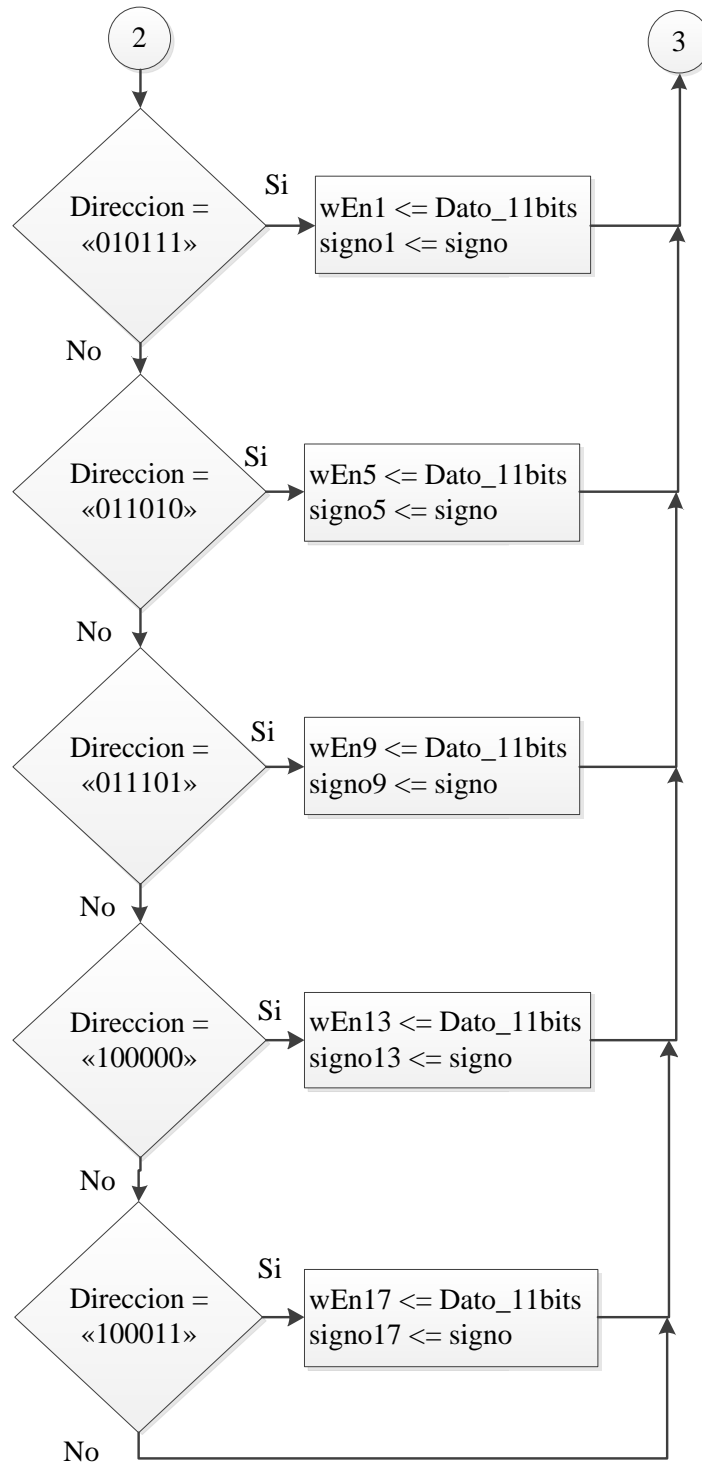 2
3
Direccion =
«010111»
Si
wEn1 <= Dato_11bits
signo1 <= signo
No
Direccion =
«011010»
Si
wEn5 <= Dato_11bits
signo5 <= signo
No
Direccion =
«011101»
Si
wEn9 <= Dato_11bits
signo9 <= signo
No
Direccion =
«100000»
Si
wEn13 <= Dato_11bits
signo13 <= signo
No
Direccion =
«100011»
Si
wEn17 <= Dato_11bits
signo17 <= signo
No